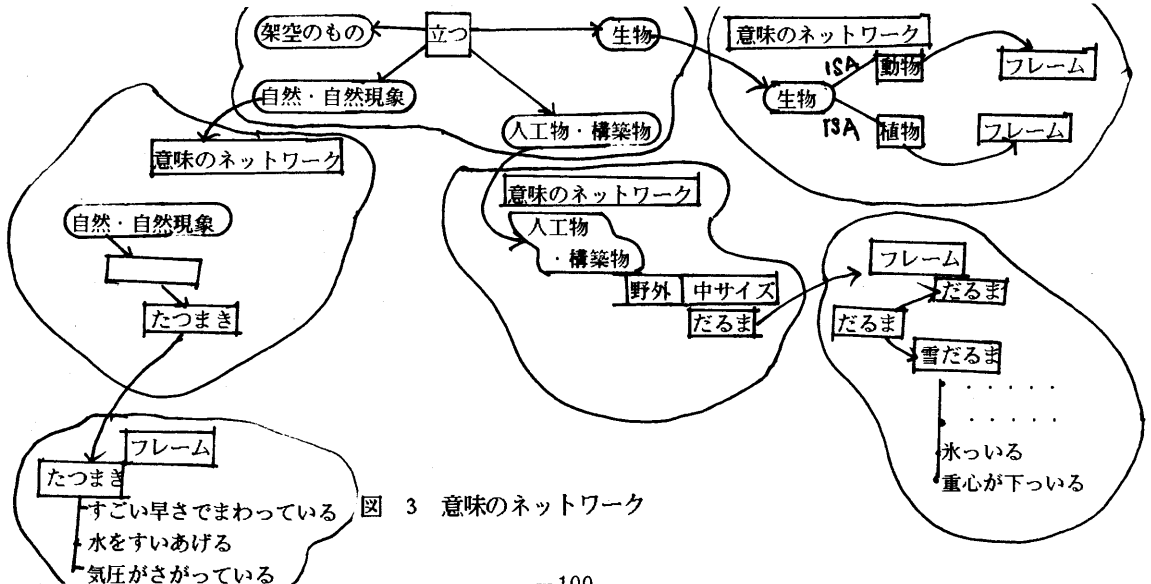 架空のもの
立つ
生物
自然・自然現象
人工物・構築物
意味のネットワーク
生物
ISA
動物
フレーム
ISA
植物
フレーム
意味のネットワーク
自然・自然現象
たつまき
意味のネットワーク
人工物
・構築物
野外
中サイズ
だるま
フレーム
だるま
だるま
雪だるま
・・・・・
・・・・・
氷っいる
重心が下っいる
フレーム
たつまき
すごい早さでまわっている
水をすいあげる
気圧がさがっている
図 3 意味のネットワーク
－100